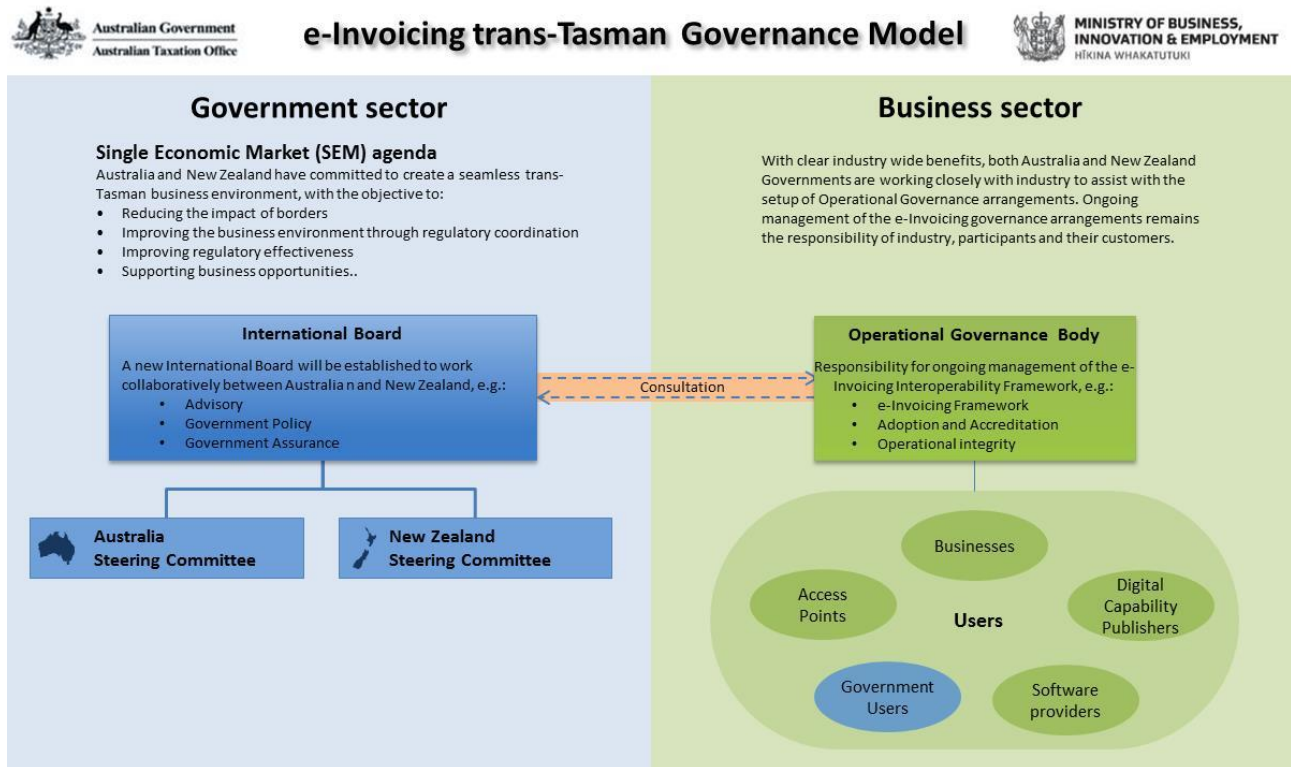 Australian Government
Australian Taxation Office
e-Invoicing trans-Tasman Governance Model
MINISTRY OF BUSINESS,
INNOVATION & EMPLOYMENT
HĪKINA WHAKATUTUKI
Government sector
Single Economic Market (SEM) agenda
Australia and New Zealand have committed to create a seamless trans-
Tasman business environment, with the objective to:
• Reducing the impact of borders
• Improving the business environment through regulatory coordination
• Improving regulatory effectiveness
• Supporting business opportunities..
International Board
A new International Board will be established to work
collaboratively between Australia n and New Zealand, e.g.:
• Advisory
• Government Policy
• Government Assurance
Australia
Steering Committee
New Zealand
Steering Committee
Consultation
Business sector
With clear industry wide benefits, both Australia and New Zealand
Governments are working closely with industry to assist with the
setup of Operational Governance arrangements. Ongoing
management of the e-Invoicing governance arrangements remains
the responsibility of industry, participants and their customers.
Operational Governance Body
Responsibility for ongoing management of the e-
Invoicing Interoperability Framework, e.g.:
• e-Invoicing Framework
• Adoption and Accreditation
• Operational integrity
Businesses
Access
Points
Users
Digital
Capability
Publishers
Government
Users
Software
providers